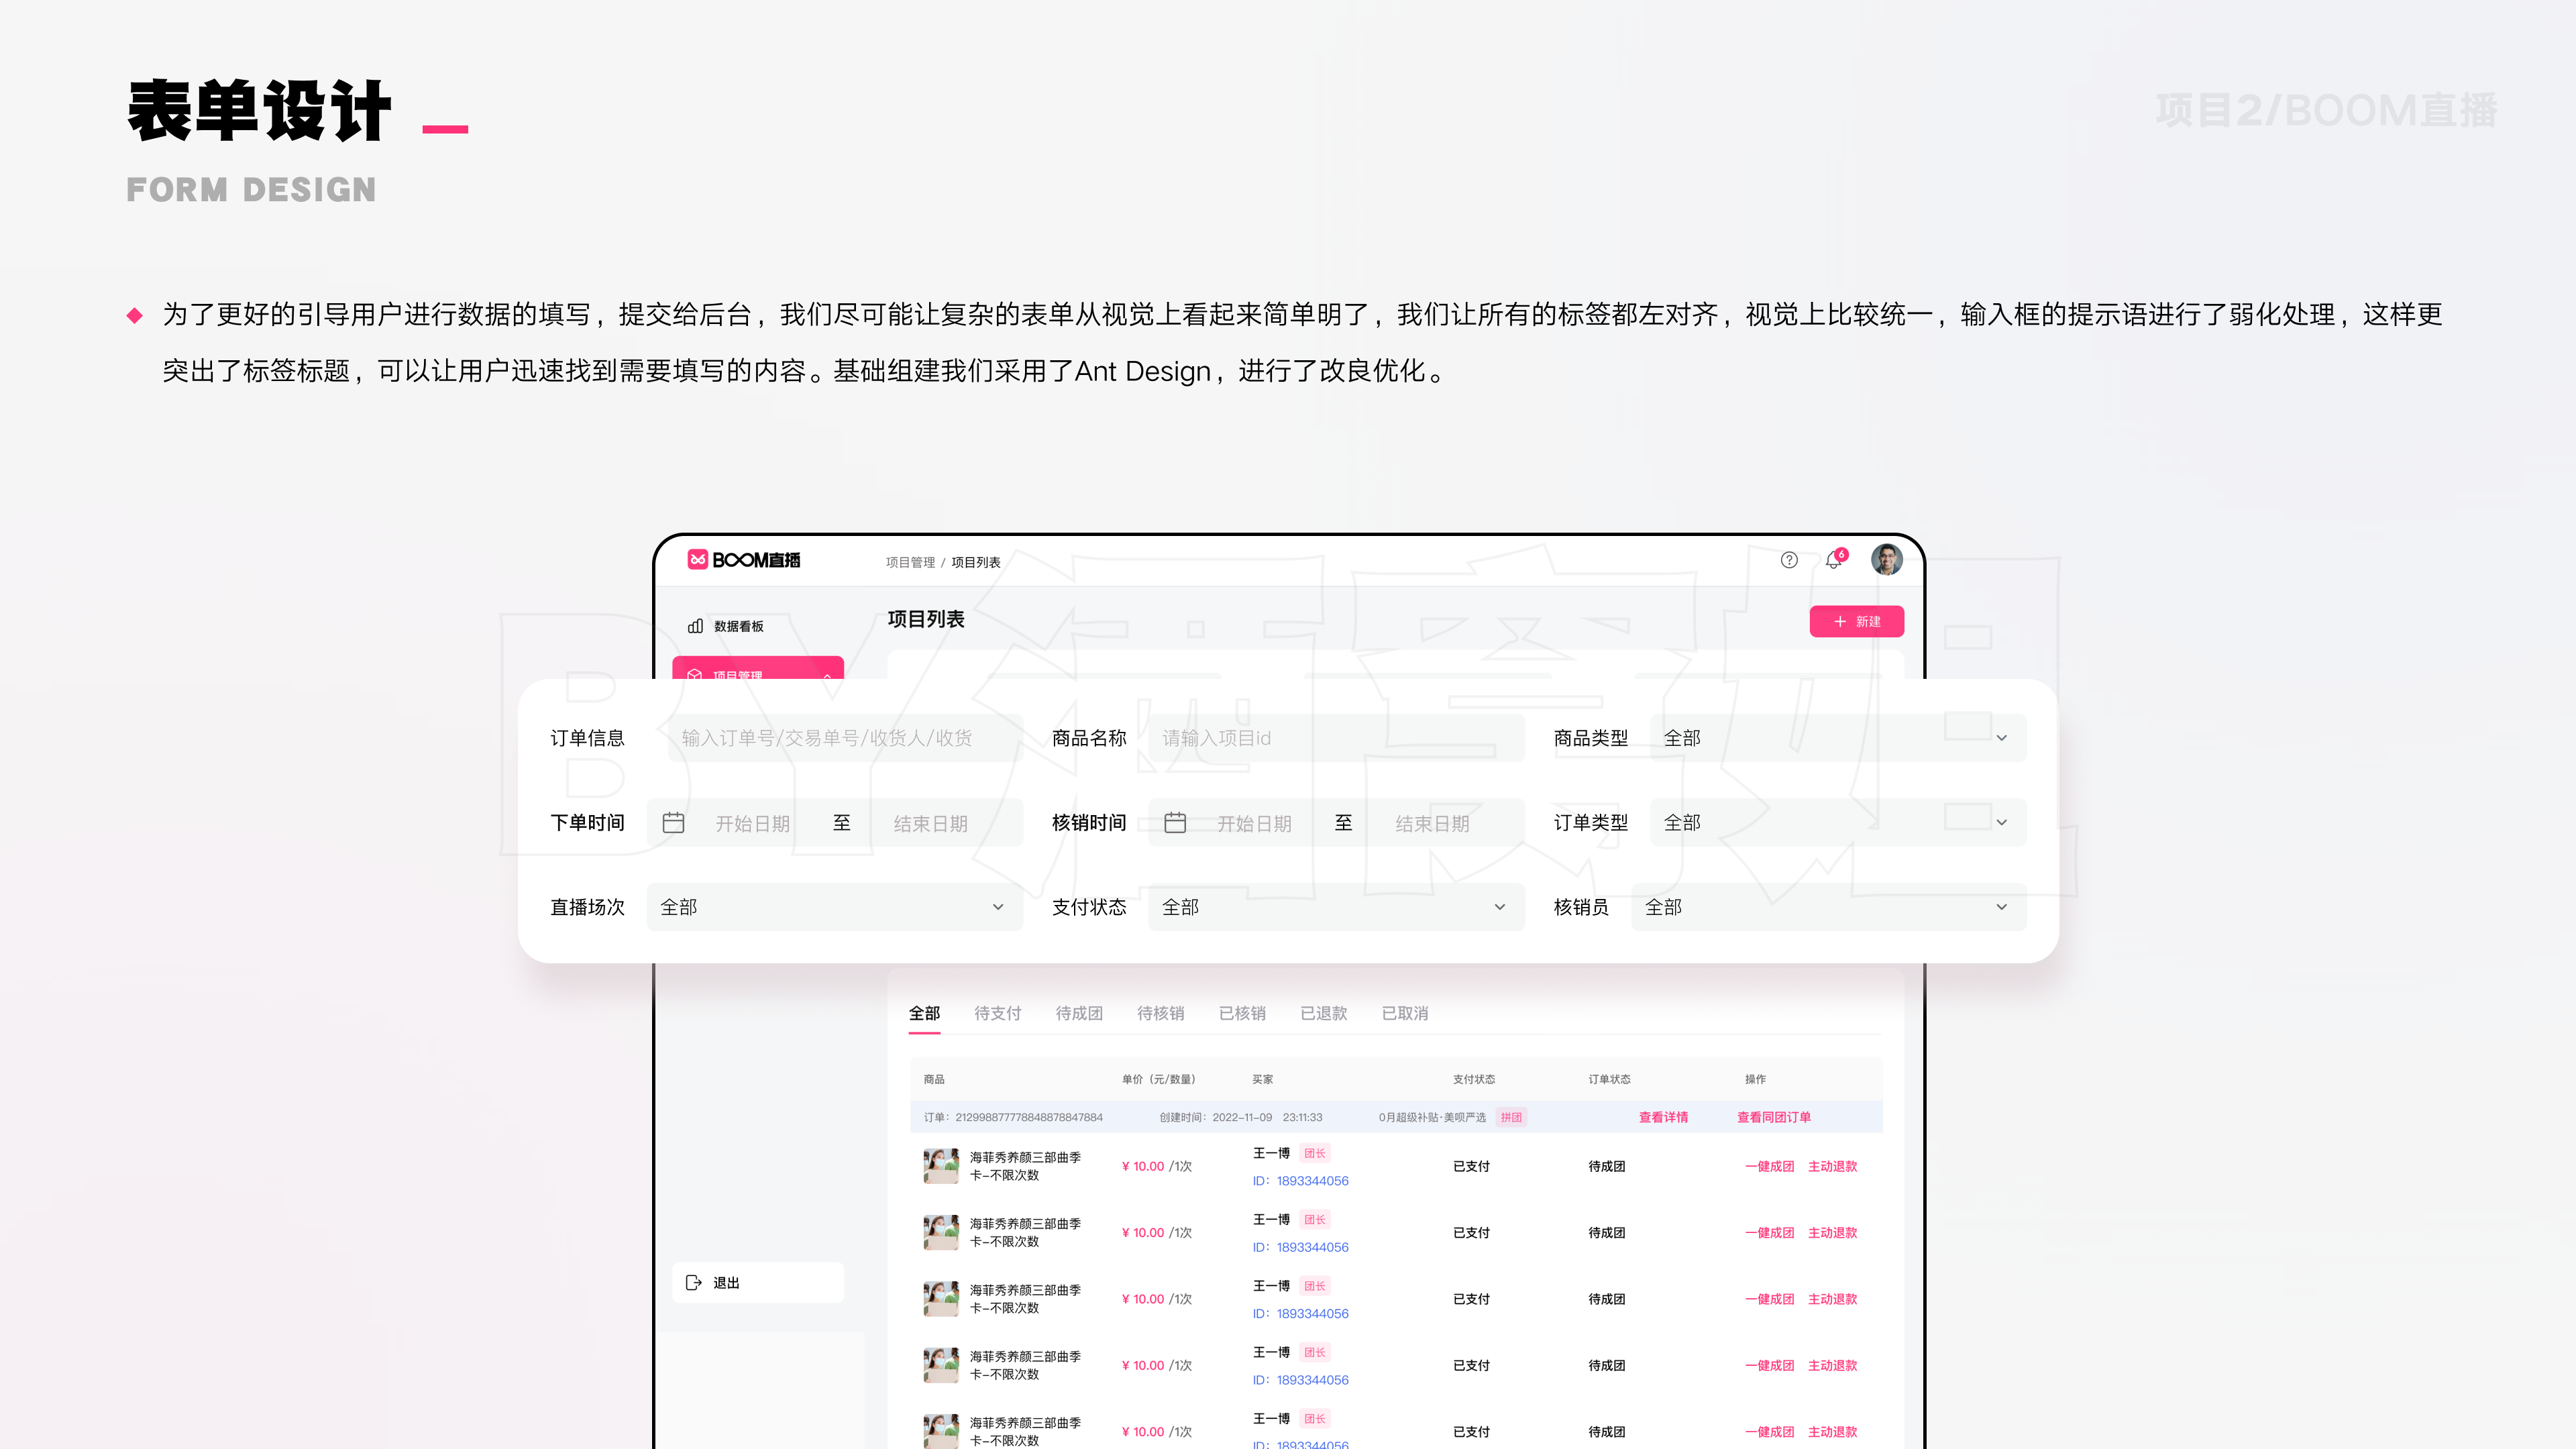 表单设计
项目2/BOOM直播
FORM DESIGN
为了更好的引导用户进行数据的填写，提交给后台，我们尽可能让复杂的表单从视觉上看起来简单明了，我们让所有的标签都左对齐，视觉上比较统一，输入框的提示语进行了弱化处理，这样更
突出了标签标题，可以让用户迅速找到需要填写的内容。基础组建我们采用了Ant Design，进行了改良优化。
BOOM直播 项目管理 / 项目列表 6
数据看板 项目列表 新建
项目管理
订单信息 输入订单号/交易单号/收货人/收货 商品名称 请输入项目id 商品类型 全部
下单时间 开始日期 至 结束日期 核销时间 开始日期 至 结束日期 订单类型 全部
直播场次 全部 支付状态 全部 核销员 全部
全部 待支付 待成团 待核销 已核销 已退款 已取消
商品 单价（元/数量） 买家 支付状态 订单状态 操作
订单：212998877778848878847884 创建时间：2022-11-09 23:11:33 0月超级补贴·美呗严选 拼团 查看详情 查看同团订单
海菲秀养颜三部曲季
卡-不限次数
¥ 10.00 /1次
王一博 团长
ID：1893344056
已支付 待成团 一健成团 主动退款
海菲秀养颜三部曲季
卡-不限次数
¥ 10.00 /1次
王一博 团长
ID：1893344056
已支付 待成团 一健成团 主动退款
退出
海菲秀养颜三部曲季
卡-不限次数
¥ 10.00 /1次
王一博 团长
ID：1893344056
已支付 待成团 一健成团 主动退款
海菲秀养颜三部曲季
卡-不限次数
¥ 10.00 /1次
王一博 团长
ID：1893344056
已支付 待成团 一健成团 主动退款
海菲秀养颜三部曲季
卡-不限次数
¥ 10.00 /1次
王一博 团长
ID：1893344056
已支付 待成团 一健成团 主动退款